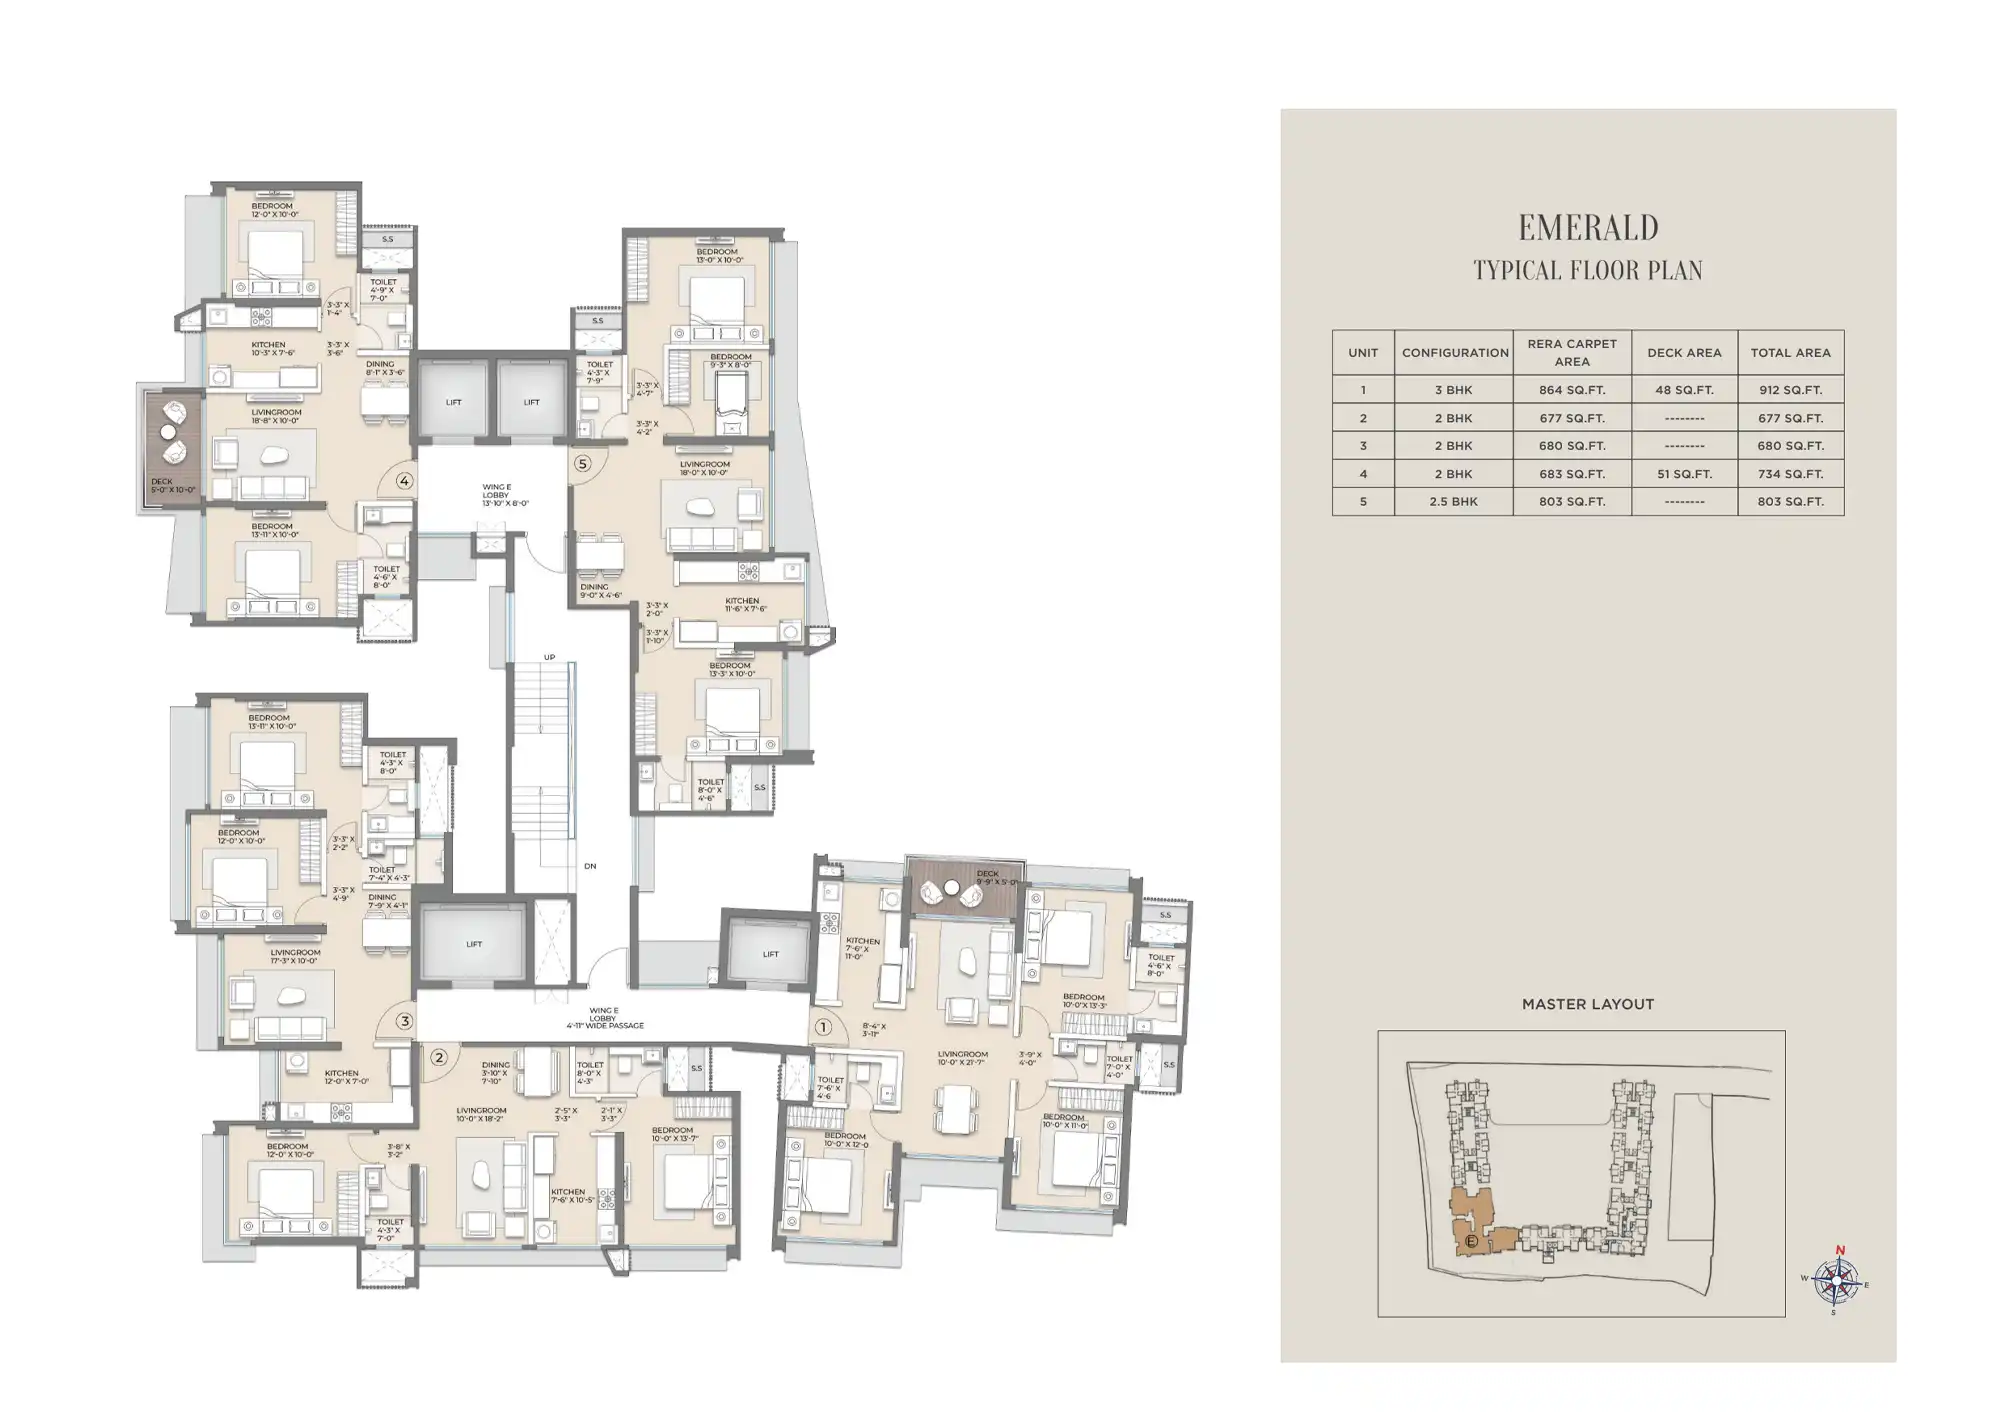 BEDROOM
12'-0" X 10'-0"
S.S
TOILET
4'-9" X
7'-0"
3'-3" X
1'-4"
KITCHEN
10'-3" X 7'-6"
3'-3" X
3'-6"
DINING
8'-1" X 3'-6"
LIVINGROOM
18'-8" X 10'-0"
DECK
5'-0" X 10'-0"
4
BEDROOM
13'-11" X 10'-0"
TOILET
4'-6" X
8'-0"
LIFT
LIFT
WING E
LOBBY
13'-10" X 8'-0"
BEDROOM
13'-0" X 10'-0"
S.S
TOILET
4'-3" X
7'-9"
BEDROOM
9'-3" X 8'-0"
3'-3" X
4'-7"
3'-3" X
4'-2"
5
LIVINGROOM
18'-0" X 10'-0"
DINING
9'-0" X 4'-6"
KITCHEN
11'-6" X 7'-6"
3'-3" X
2'-0"
3'-3" X
1'-10"
BEDROOM
13'-3" X 10'-0"
TOILET
8'-0" X
4'-6"
S.S
UP
DN
BEDROOM
13'-11" X 10'-0"
TOILET
4'-3" X
8'-0"
BEDROOM
12'-0" X 10'-0"
3'-3" X
2'-2"
TOILET
7'-4" X 4'-3"
3'-3" X
4'-9"
DINING
7'-9" X 4'-1"
LIVINGROOM
17'-3" X 10'-0"
3
KITCHEN
12'-0" X 7'-0"
BEDROOM
12'-0" X 10'-0"
3'-8" X
3'-2"
TOILET
4'-3" X
7'-0"
LIFT
LIFT
WING E
LOBBY
4'-11" WIDE PASSAGE
2
DINING
3'-10" X
7'-10"
TOILET
8'-0" X
4'-3"
S.S
LIVINGROOM
10'-0" X 18'-2"
2'-5" X
3'-3"
2'-1" X
3'-3"
BEDROOM
10'-0" X 13'-7"
KITCHEN
7'-6" X 10'-5"
DECK
9'-9" X 5'-0"
KITCHEN
7'-6" X
11'-0"
S.S
TOILET
4'-6" X
8'-0"
BEDROOM
10'-0" X 13'-3"
1
8'-4" X
3'-11"
LIVINGROOM
10'-0" X 21'-7"
3'-9" X
4'-0"
TOILET
7'-0" X
4'-0"
S.S
TOILET
7'-6" X
4'-6
BEDROOM
10'-0" X 12'-0
BEDROOM
10'-0" X 11'-0"
EMERALD
TYPICAL FLOOR PLAN
UNIT CONFIGURATION RERA CARPET AREA DECK AREA TOTAL AREA
1 3 BHK 864 SQ.FT. 48 SQ.FT. 912 SQ.FT.
2 2 BHK 677 SQ.FT. -------- 677 SQ.FT.
3 2 BHK 680 SQ.FT. -------- 680 SQ.FT.
4 2 BHK 683 SQ.FT. 51 SQ.FT. 734 SQ.FT.
5 2.5 BHK 803 SQ.FT. -------- 803 SQ.FT.
MASTER LAYOUT
E
N
W
E
S